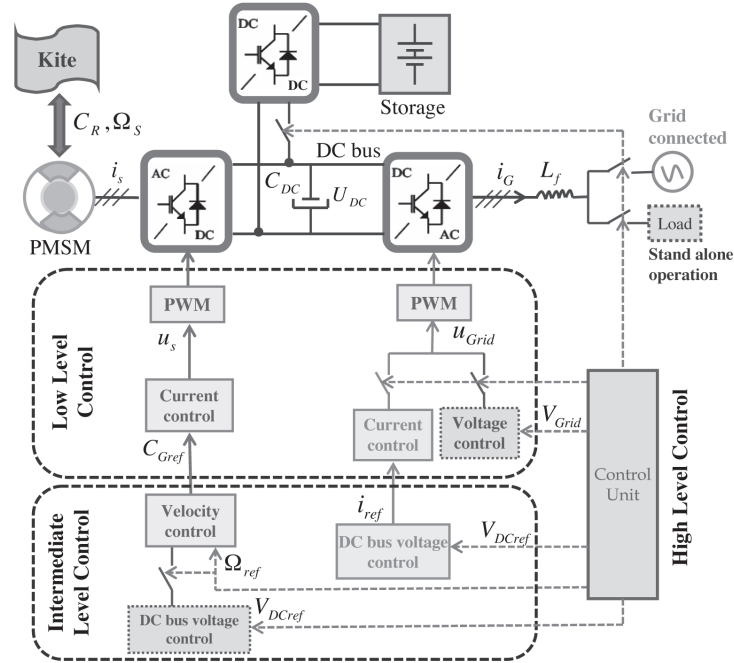 DC
DC
Kite
Storage
C_R , Ω_S
Grid
connected
DC bus
i_s
AC
DC
C_DC
U_DC
DC
AC
i_G
L_f
Load
PMSM
Stand alone
operation
PWM
PWM
u_s
u_Grid
Low Level
Control
Current
control
Current
control
Voltage
control
V_Grid
C_Gref
Control
Unit
High Level Control
Intermediate
Level Control
Velocity
control
i_ref
DC bus voltage
control
V_DCref
Ω_ref
DC bus voltage
control
V_DCref